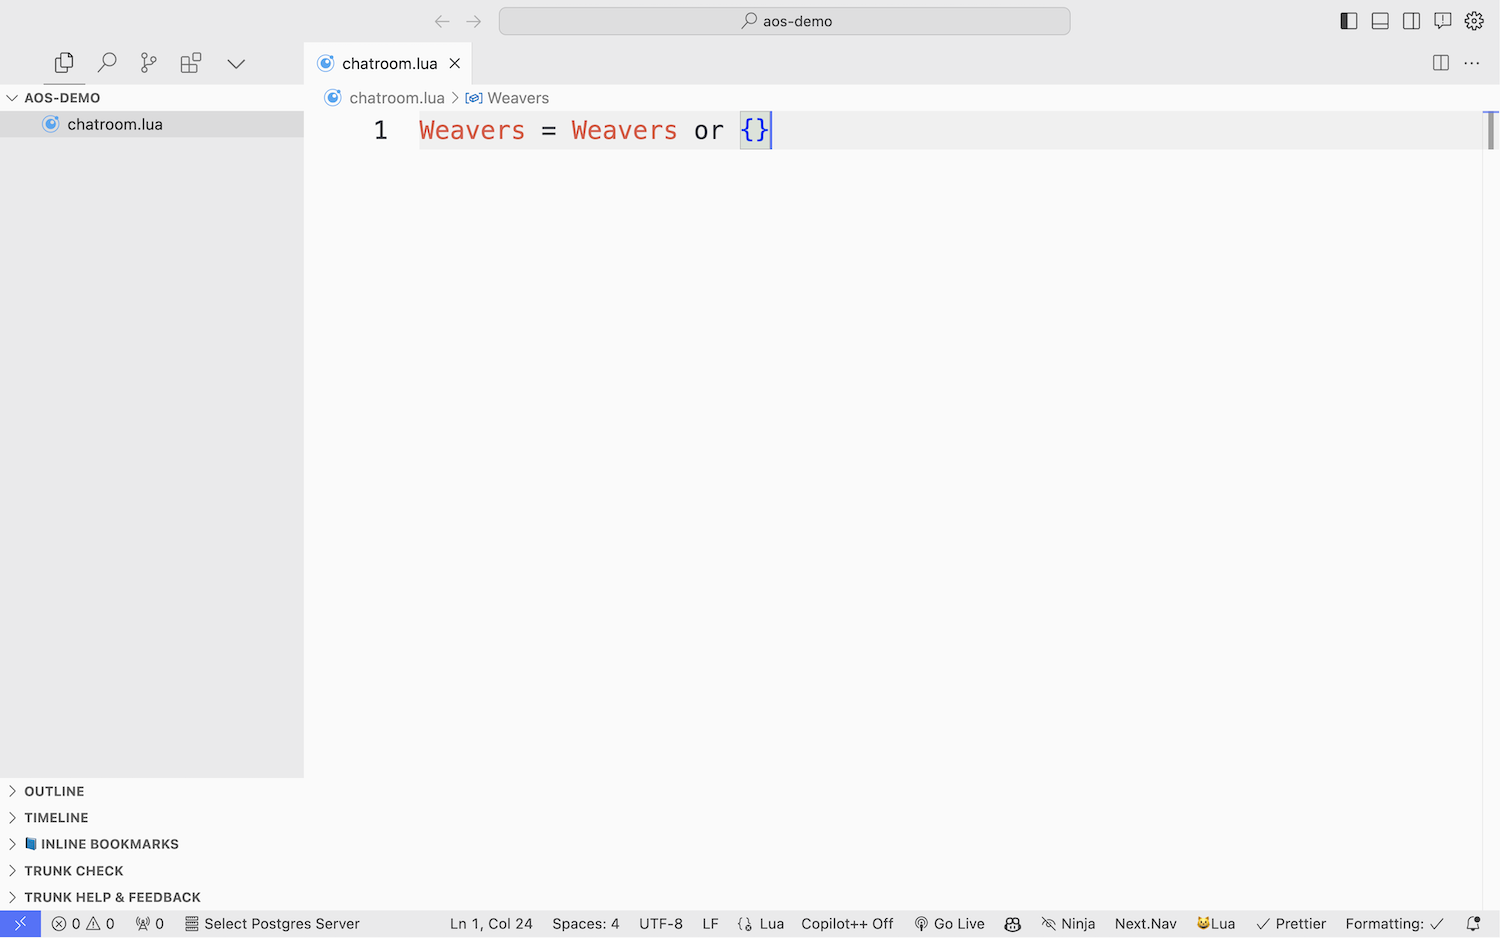 aos-demo
chatroom.lua
AOS-DEMO
chatroom.lua
chatroom.lua > Weavers
1 Weavers = Weavers or {}
OUTLINE
TIMELINE
INLINE BOOKMARKS
TRUNK CHECK
TRUNK HELP & FEEDBACK
0 0 0 Select Postgres Server Ln 1, Col 24 Spaces: 4 UTF-8 LF Lua Copilot++ Off Go Live Ninja Next.Nav 😺Lua Prettier Formatting: ✓